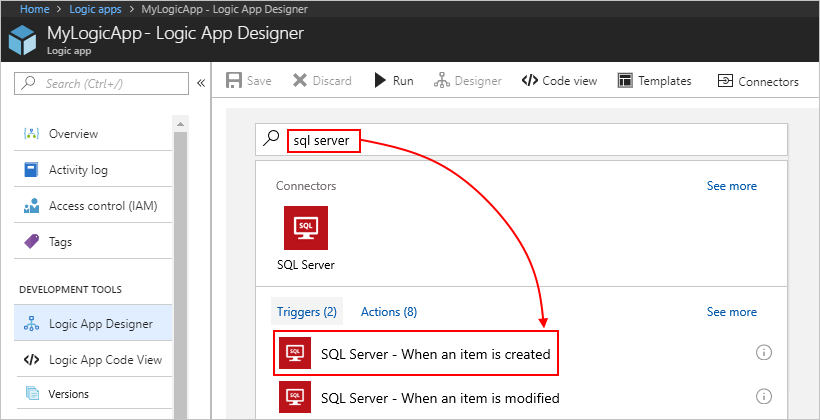 Home > Logic apps > MyLogicApp - Logic App Designer
MyLogicApp - Logic App Designer
Logic app
Search (Ctrl+/)
Overview
Activity log
Access control (IAM)
Tags
DEVELOPMENT TOOLS
Logic App Designer
Logic App Code View
Versions
Save Discard Run Designer Code view Templates Connectors
sql server
Connectors See more
SQL
SQL Server
Triggers (2) Actions (8) See more
SQL SQL Server - When an item is created
SQL SQL Server - When an item is modified